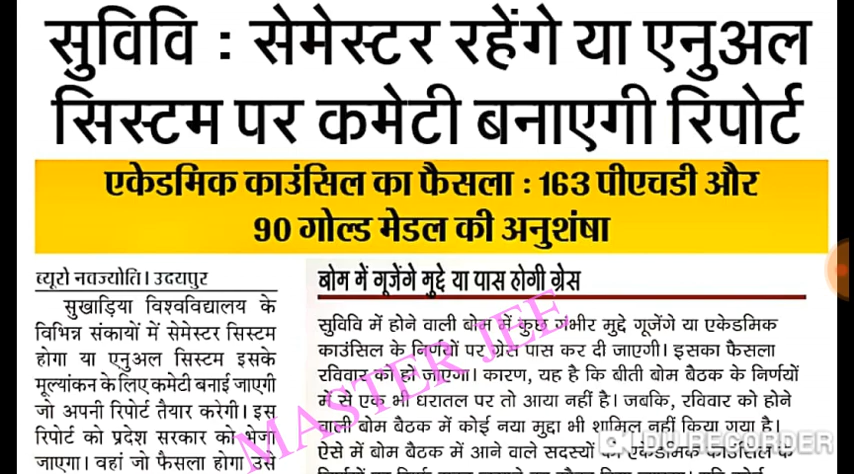 सुविवि : सेमेस्टर रहेंगे या एनुअल
सिस्टम पर कमेटी बनाएगी रिपोर्ट
एकेडमिक काउंसिल का फैसला : 163 पीएचडी और
90 गोल्ड मेडल की अनुशंषा
ब्यूरो नवज्योति। उदयपुर
सुखाड़िया विश्वविद्यालय के
विभिन्न संकायों में सेमेस्टर सिस्टम
होगा या एनुअल सिस्टम इसके
मूल्यांकन के लिए कमेटी बनाई जाएगी
जो अपनी रिपोर्ट तैयार करेगी। इस
रिपोर्ट को प्रदेश सरकार को भेजा
जाएगा। वहां जो फैसला होगा उसे
बोम में गूजेंगे मुद्दे या पास होगी ग्रेस
सुविवि में होने वाली बोम में कुछ गंभीर मुद्दे गूजेंगे या एकेडमिक
काउंसिल के निर्णयों पर ग्रेस पास कर दी जाएगी। इसका फैसला
रविवार को हो जाएगा। कारण, यह है कि बीती बोम बैठक के निर्णयों
में से एक भी धरातल पर तो आया नहीं है। जबकि, रविवार को होने
वाली बोम बैठक में कोई नया मुद्दा भी शामिल नहीं किया गया है।
ऐसे में बोम बैठक में आने वाले सदस्यों का एकेडमिक काउंसिल के
MASTER JEE
DU RECORDER